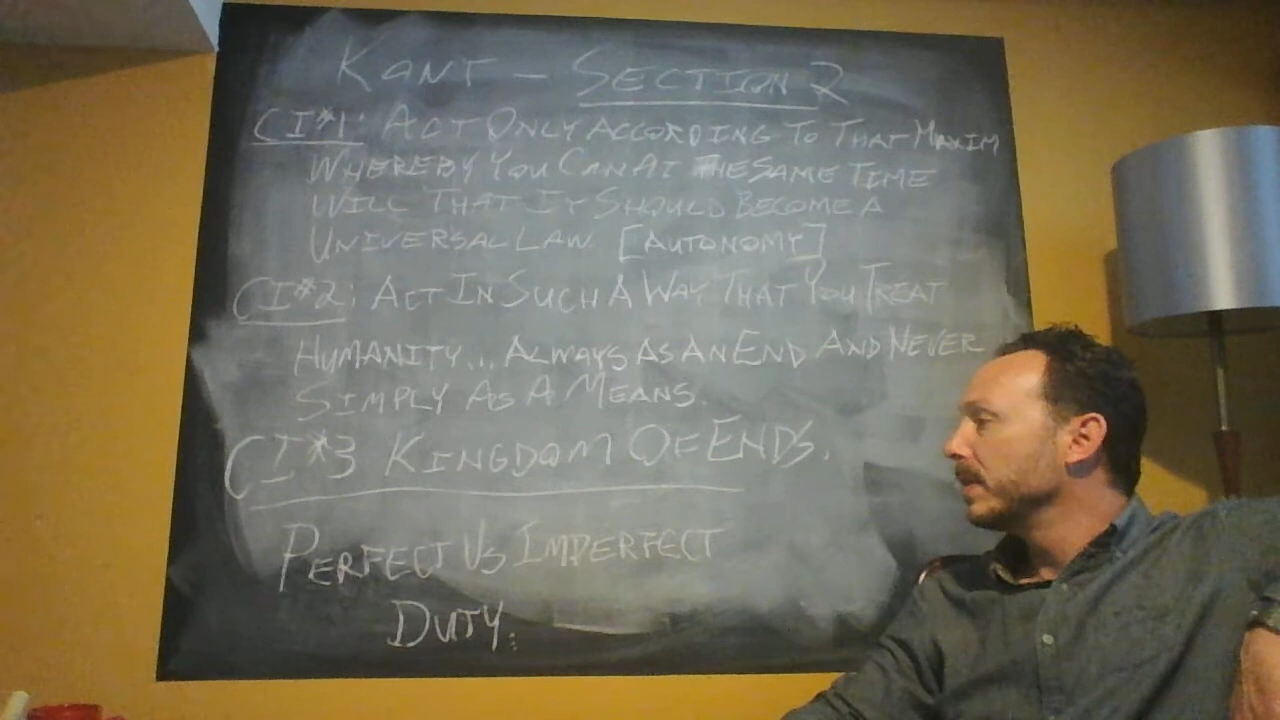 KANT — SECTION 2
CI#1: ACT ONLY ACCORDING TO THAT MAXIM
WHEREBY YOU CAN AT THE SAME TIME
WILL THAT IT SHOULD BECOME A
UNIVERSAL LAW. [AUTONOMY]
CI#2: ACT IN SUCH A WAY THAT YOU TREAT
HUMANITY... ALWAYS AS AN END AND NEVER
SIMPLY AS A MEANS.
CI#3 KINGDOM OF ENDS.
PERFECT VS IMPERFECT
DUTY: